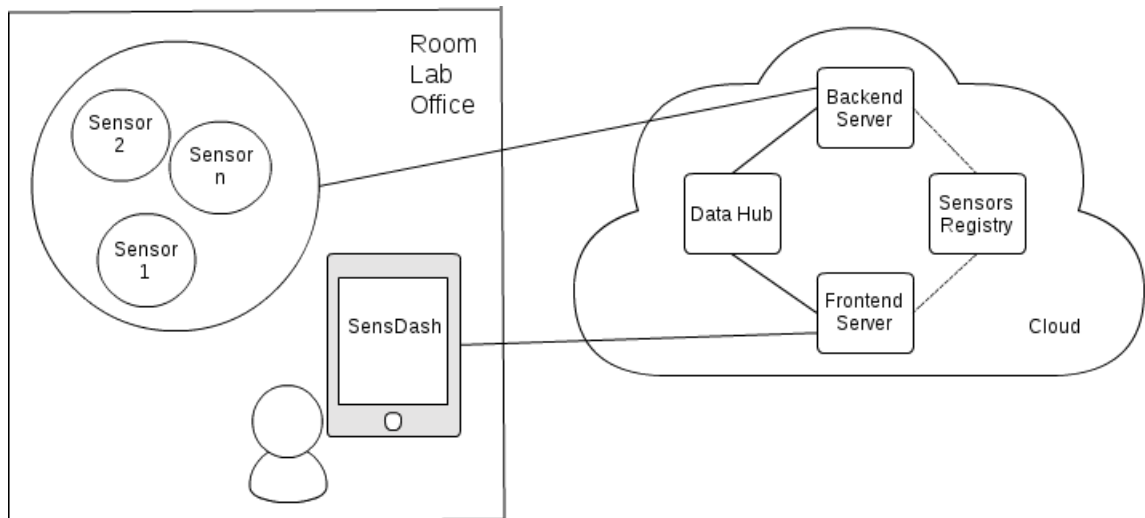 Room
Lab
Office
Sensor
2
Sensor
n
Sensor
1
SensDash
Backend
Server
Data Hub
Sensors
Registry
Frontend
Server
Cloud